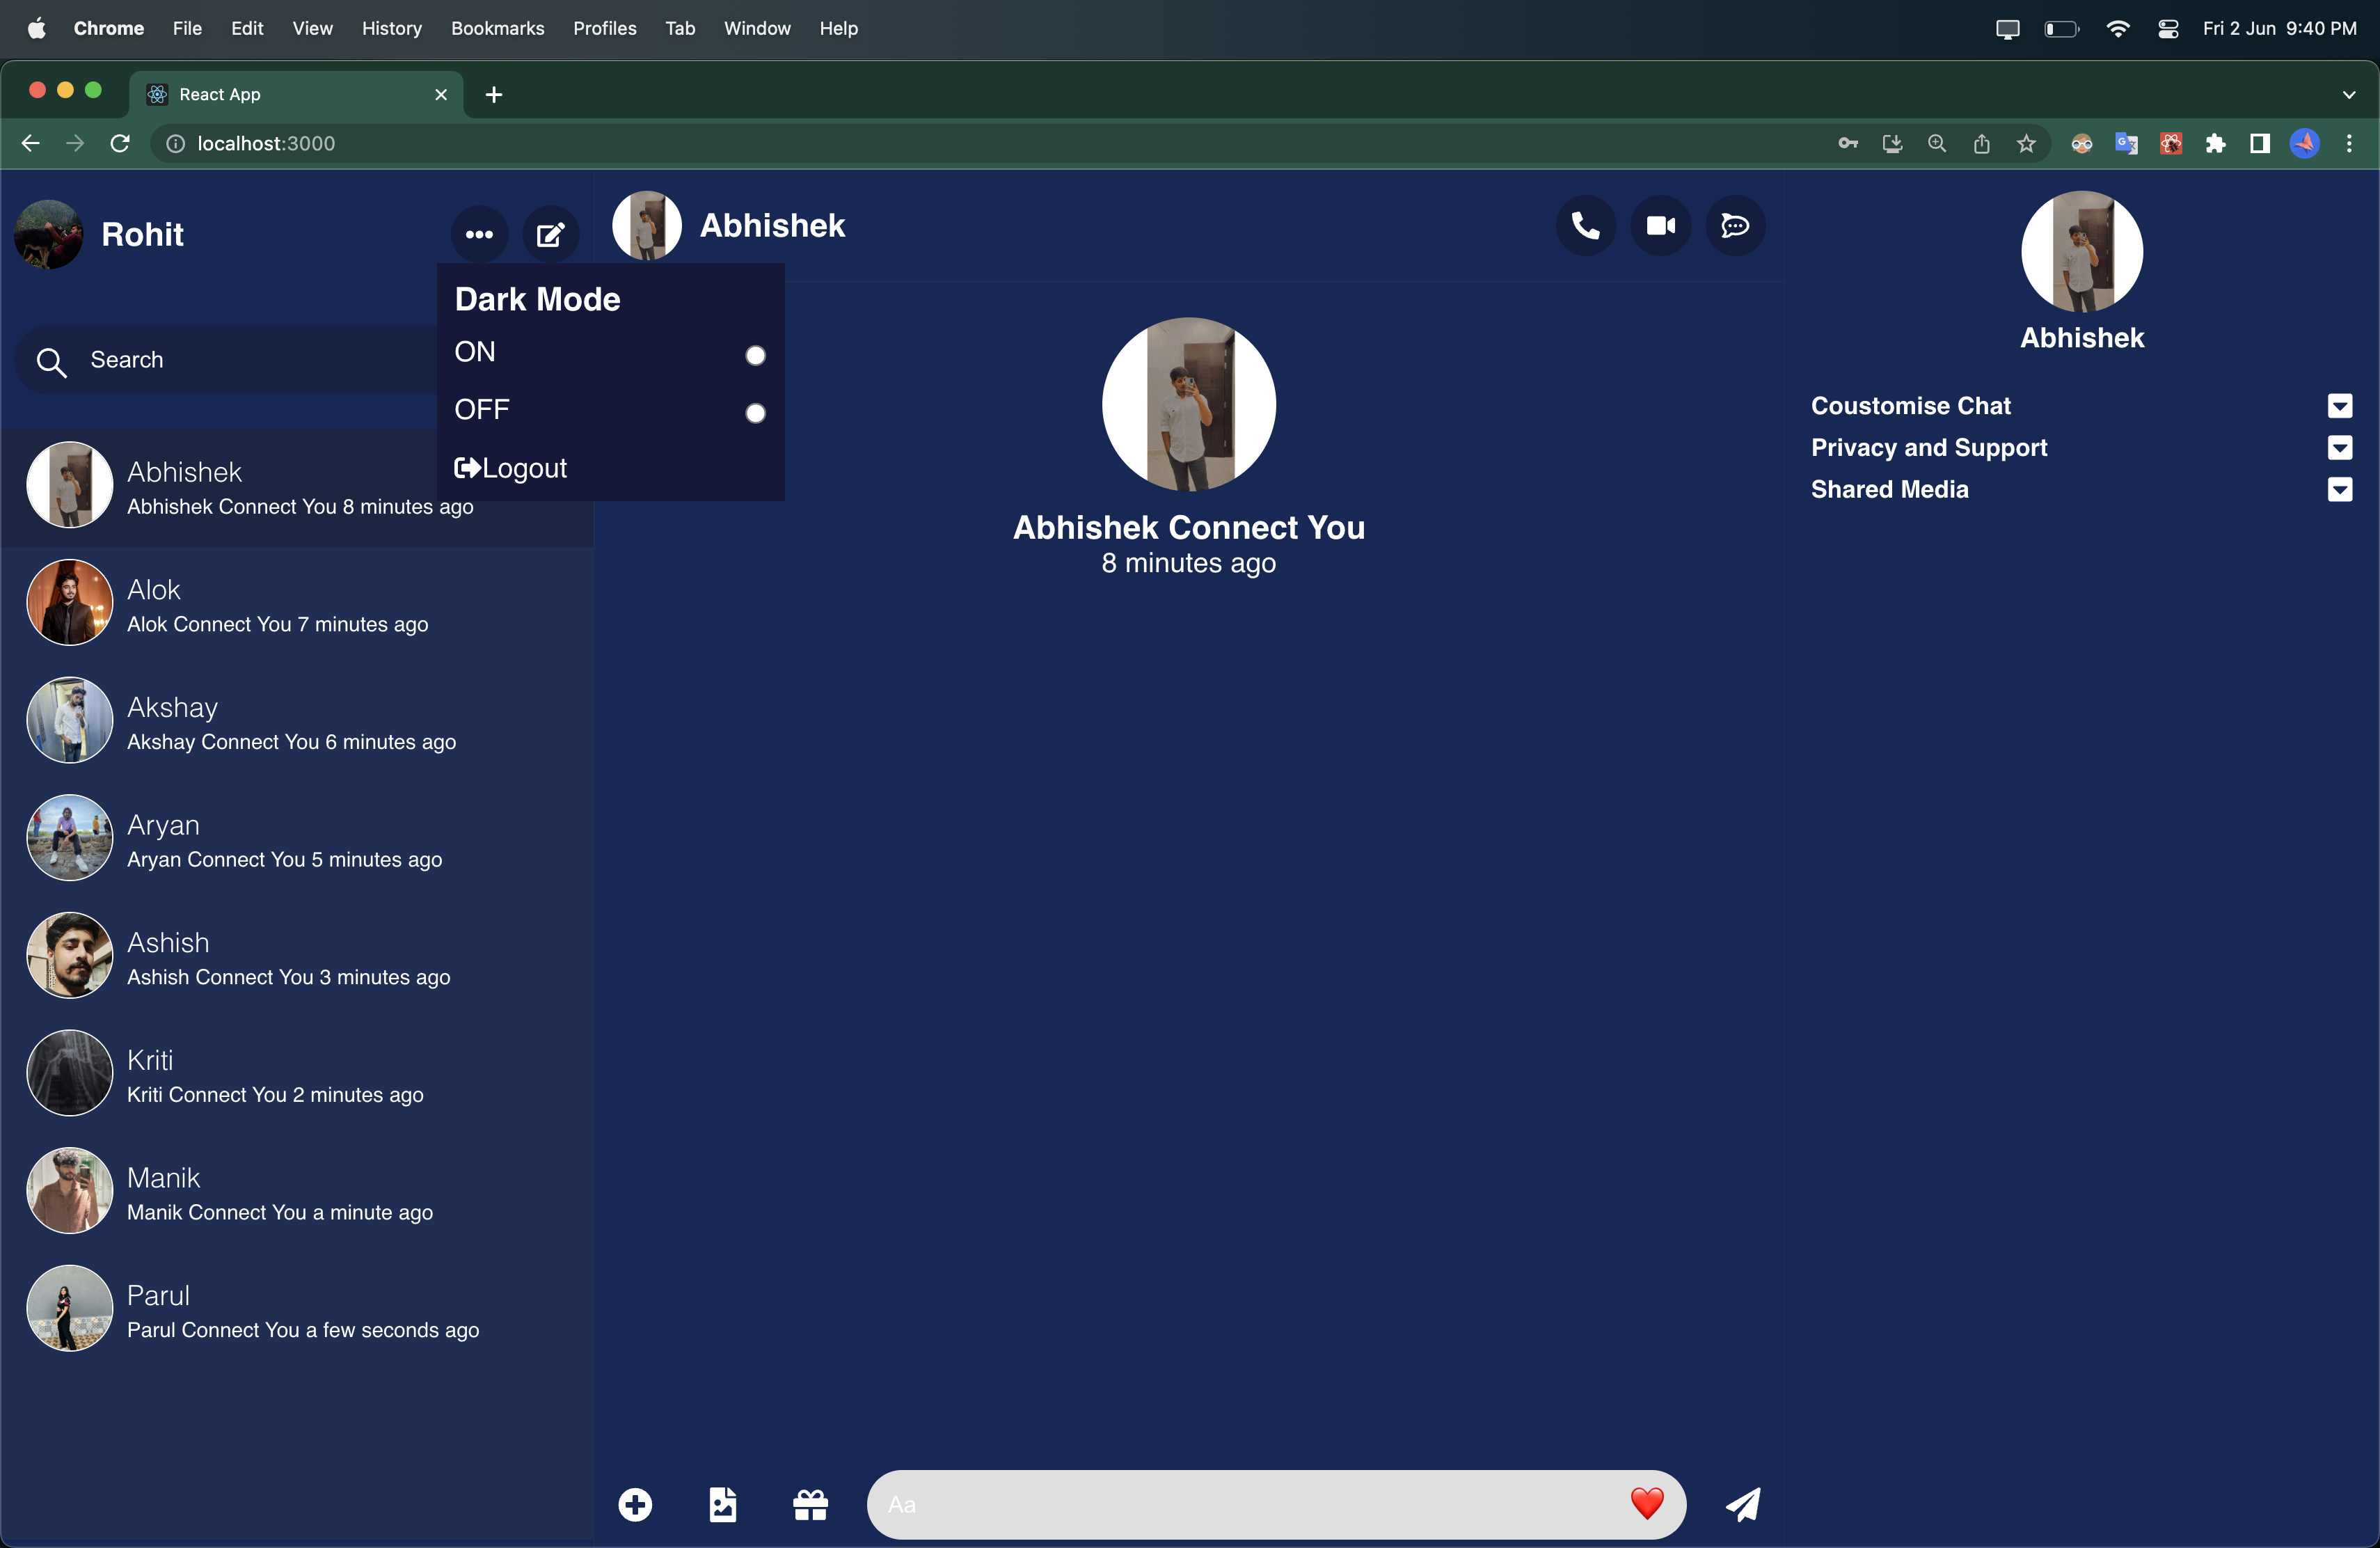 Chrome File Edit View History Bookmarks Profiles Tab Window Help Fri 2 Jun 9:40 PM
React App
localhost:3000
Rohit
Dark Mode
ON
OFF
Logout
Search
Abhishek
Abhishek Connect You 8 minutes ago
Alok
Alok Connect You 7 minutes ago
Akshay
Akshay Connect You 6 minutes ago
Aryan
Aryan Connect You 5 minutes ago
Ashish
Ashish Connect You 3 minutes ago
Kriti
Kriti Connect You 2 minutes ago
Manik
Manik Connect You a minute ago
Parul
Parul Connect You a few seconds ago
Abhishek
Abhishek Connect You
8 minutes ago
Aa
Abhishek
Coustomise Chat
Privacy and Support
Shared Media